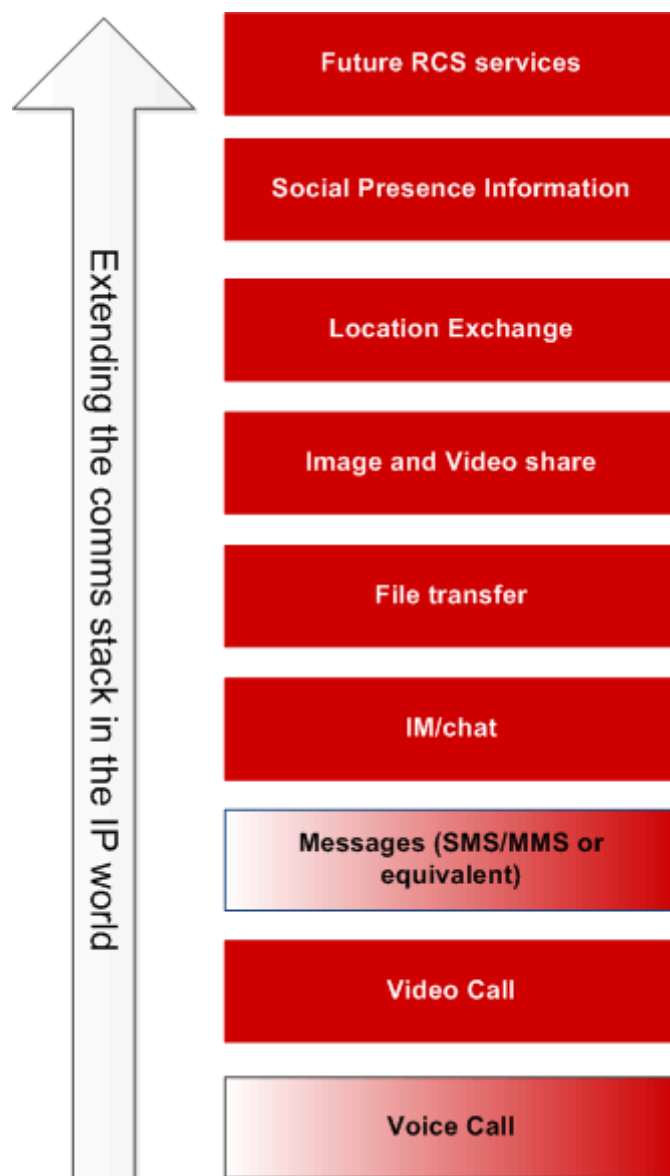 Future RCS services
Social Presence Information
Location Exchange
Image and Video share
File transfer
IM/chat
Messages (SMS/MMS or
equivalent)
Video Call
Voice Call
Extending the comms stack in the IP world